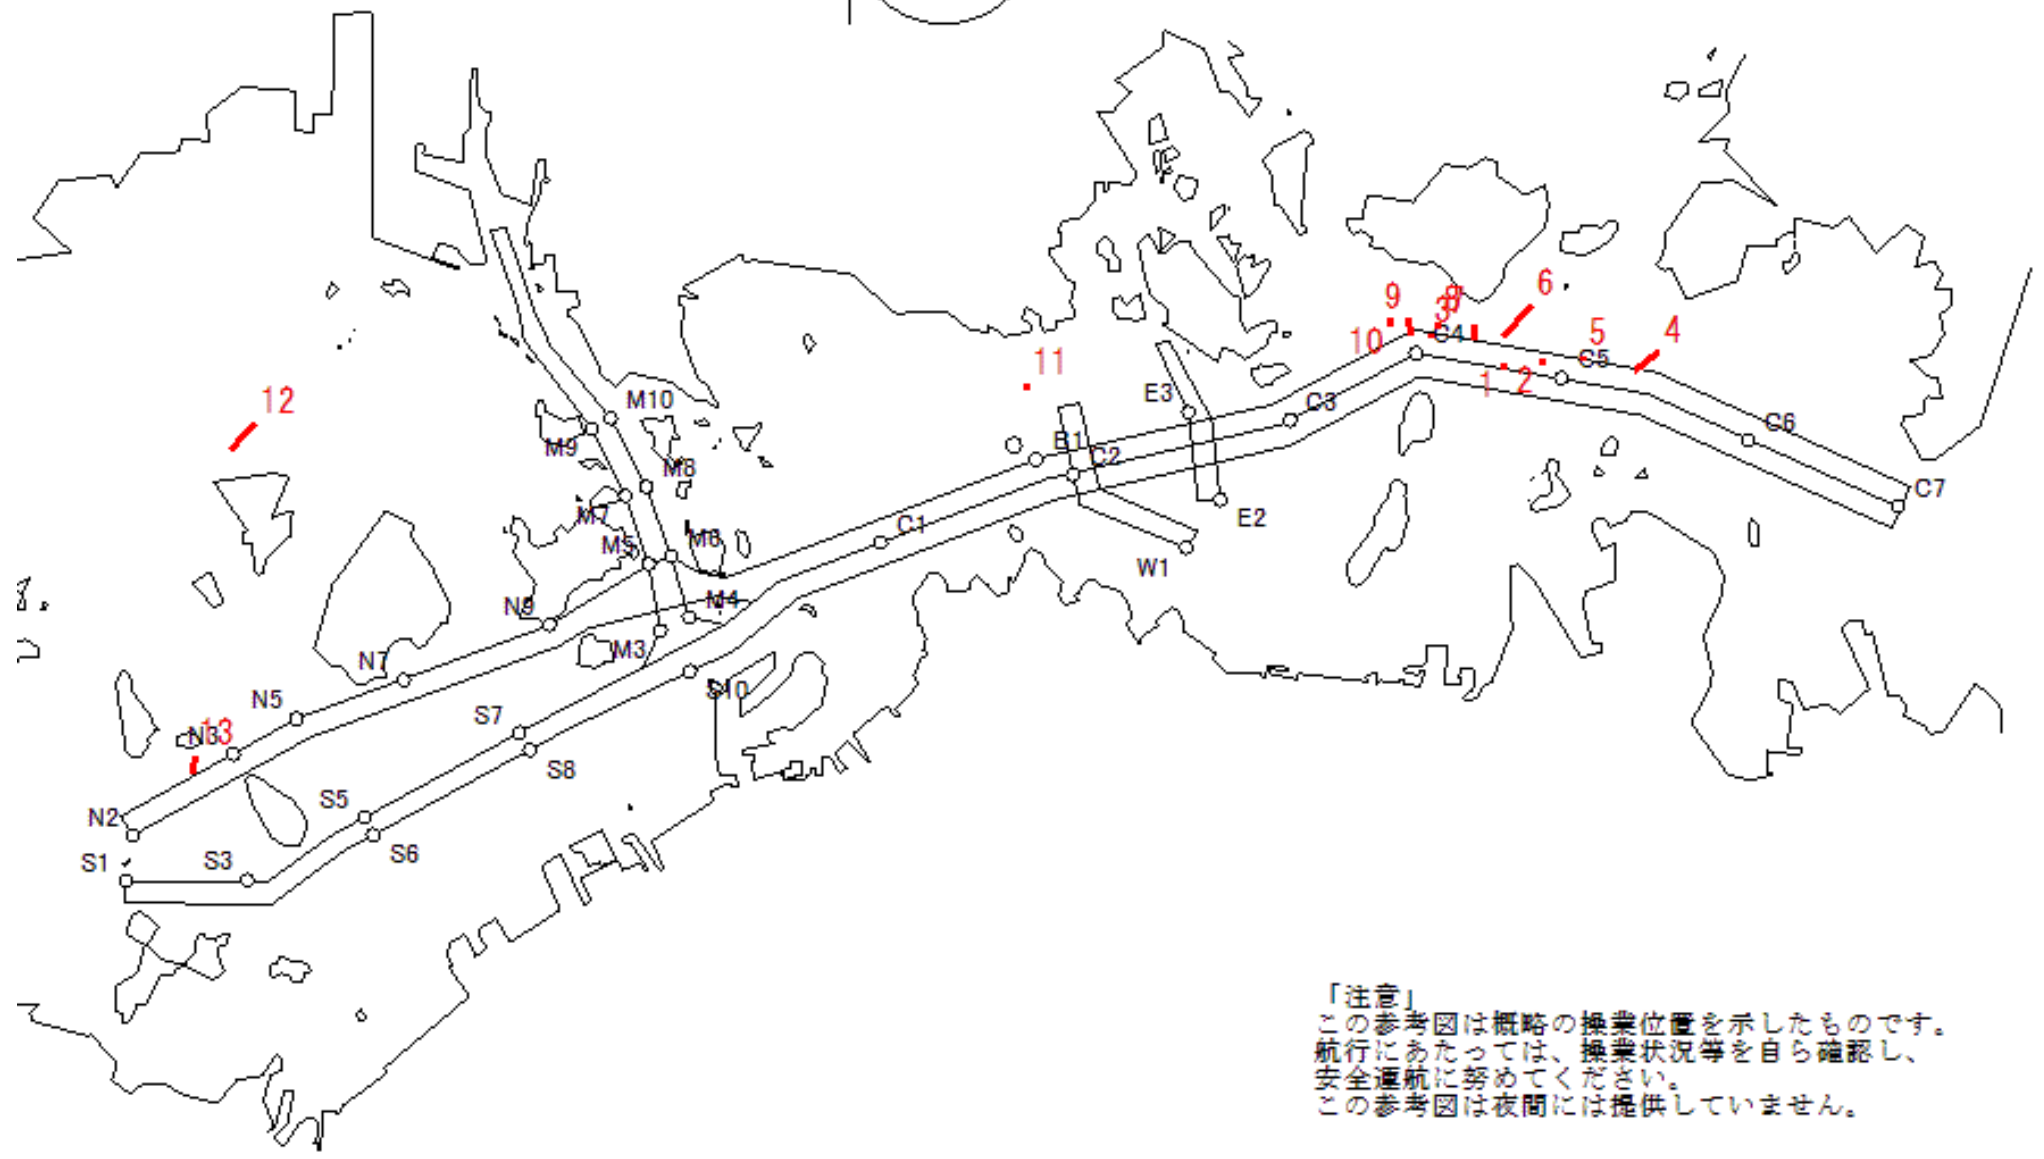 9
8
6
3
10
C4
5
4
C5
11
1
2
12
M10
E3
C3
C6
M9
B1
M8
C2
C7
M7
E2
C1
M5
M6
W1
N9
M4
M3
N7
S10
N5
S7
N3
13
S8
S5
N2
S6
S1
S3
「注意」
この参考図は概略の操業位置を示したものです。
航行にあたっては、操業状況等を自ら確認し、
安全運航に努めてください。
この参考図は夜間には提供していません。